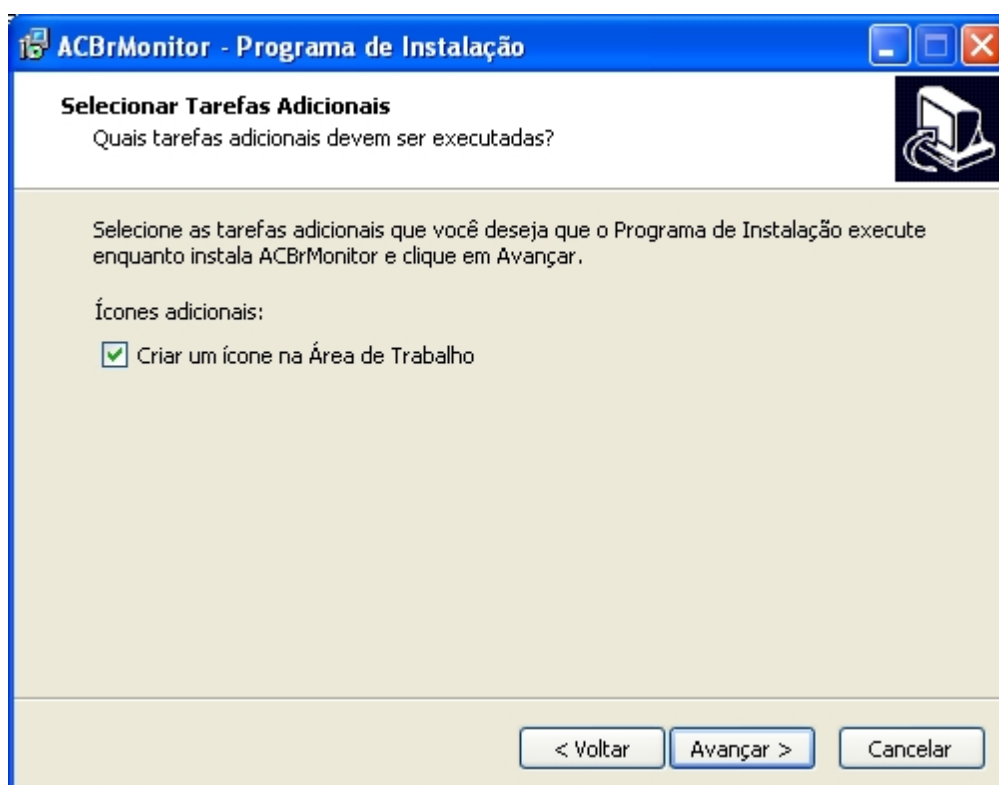 ACBrMonitor - Programa de Instalação
Selecionar Tarefas Adicionais
Quais tarefas adicionais devem ser executadas?
Selecione as tarefas adicionais que você deseja que o Programa de Instalação execute
enquanto instala ACBrMonitor e clique em Avançar.
Ícones adicionais:
Criar um ícone na Área de Trabalho
< Voltar
Avançar >
Cancelar